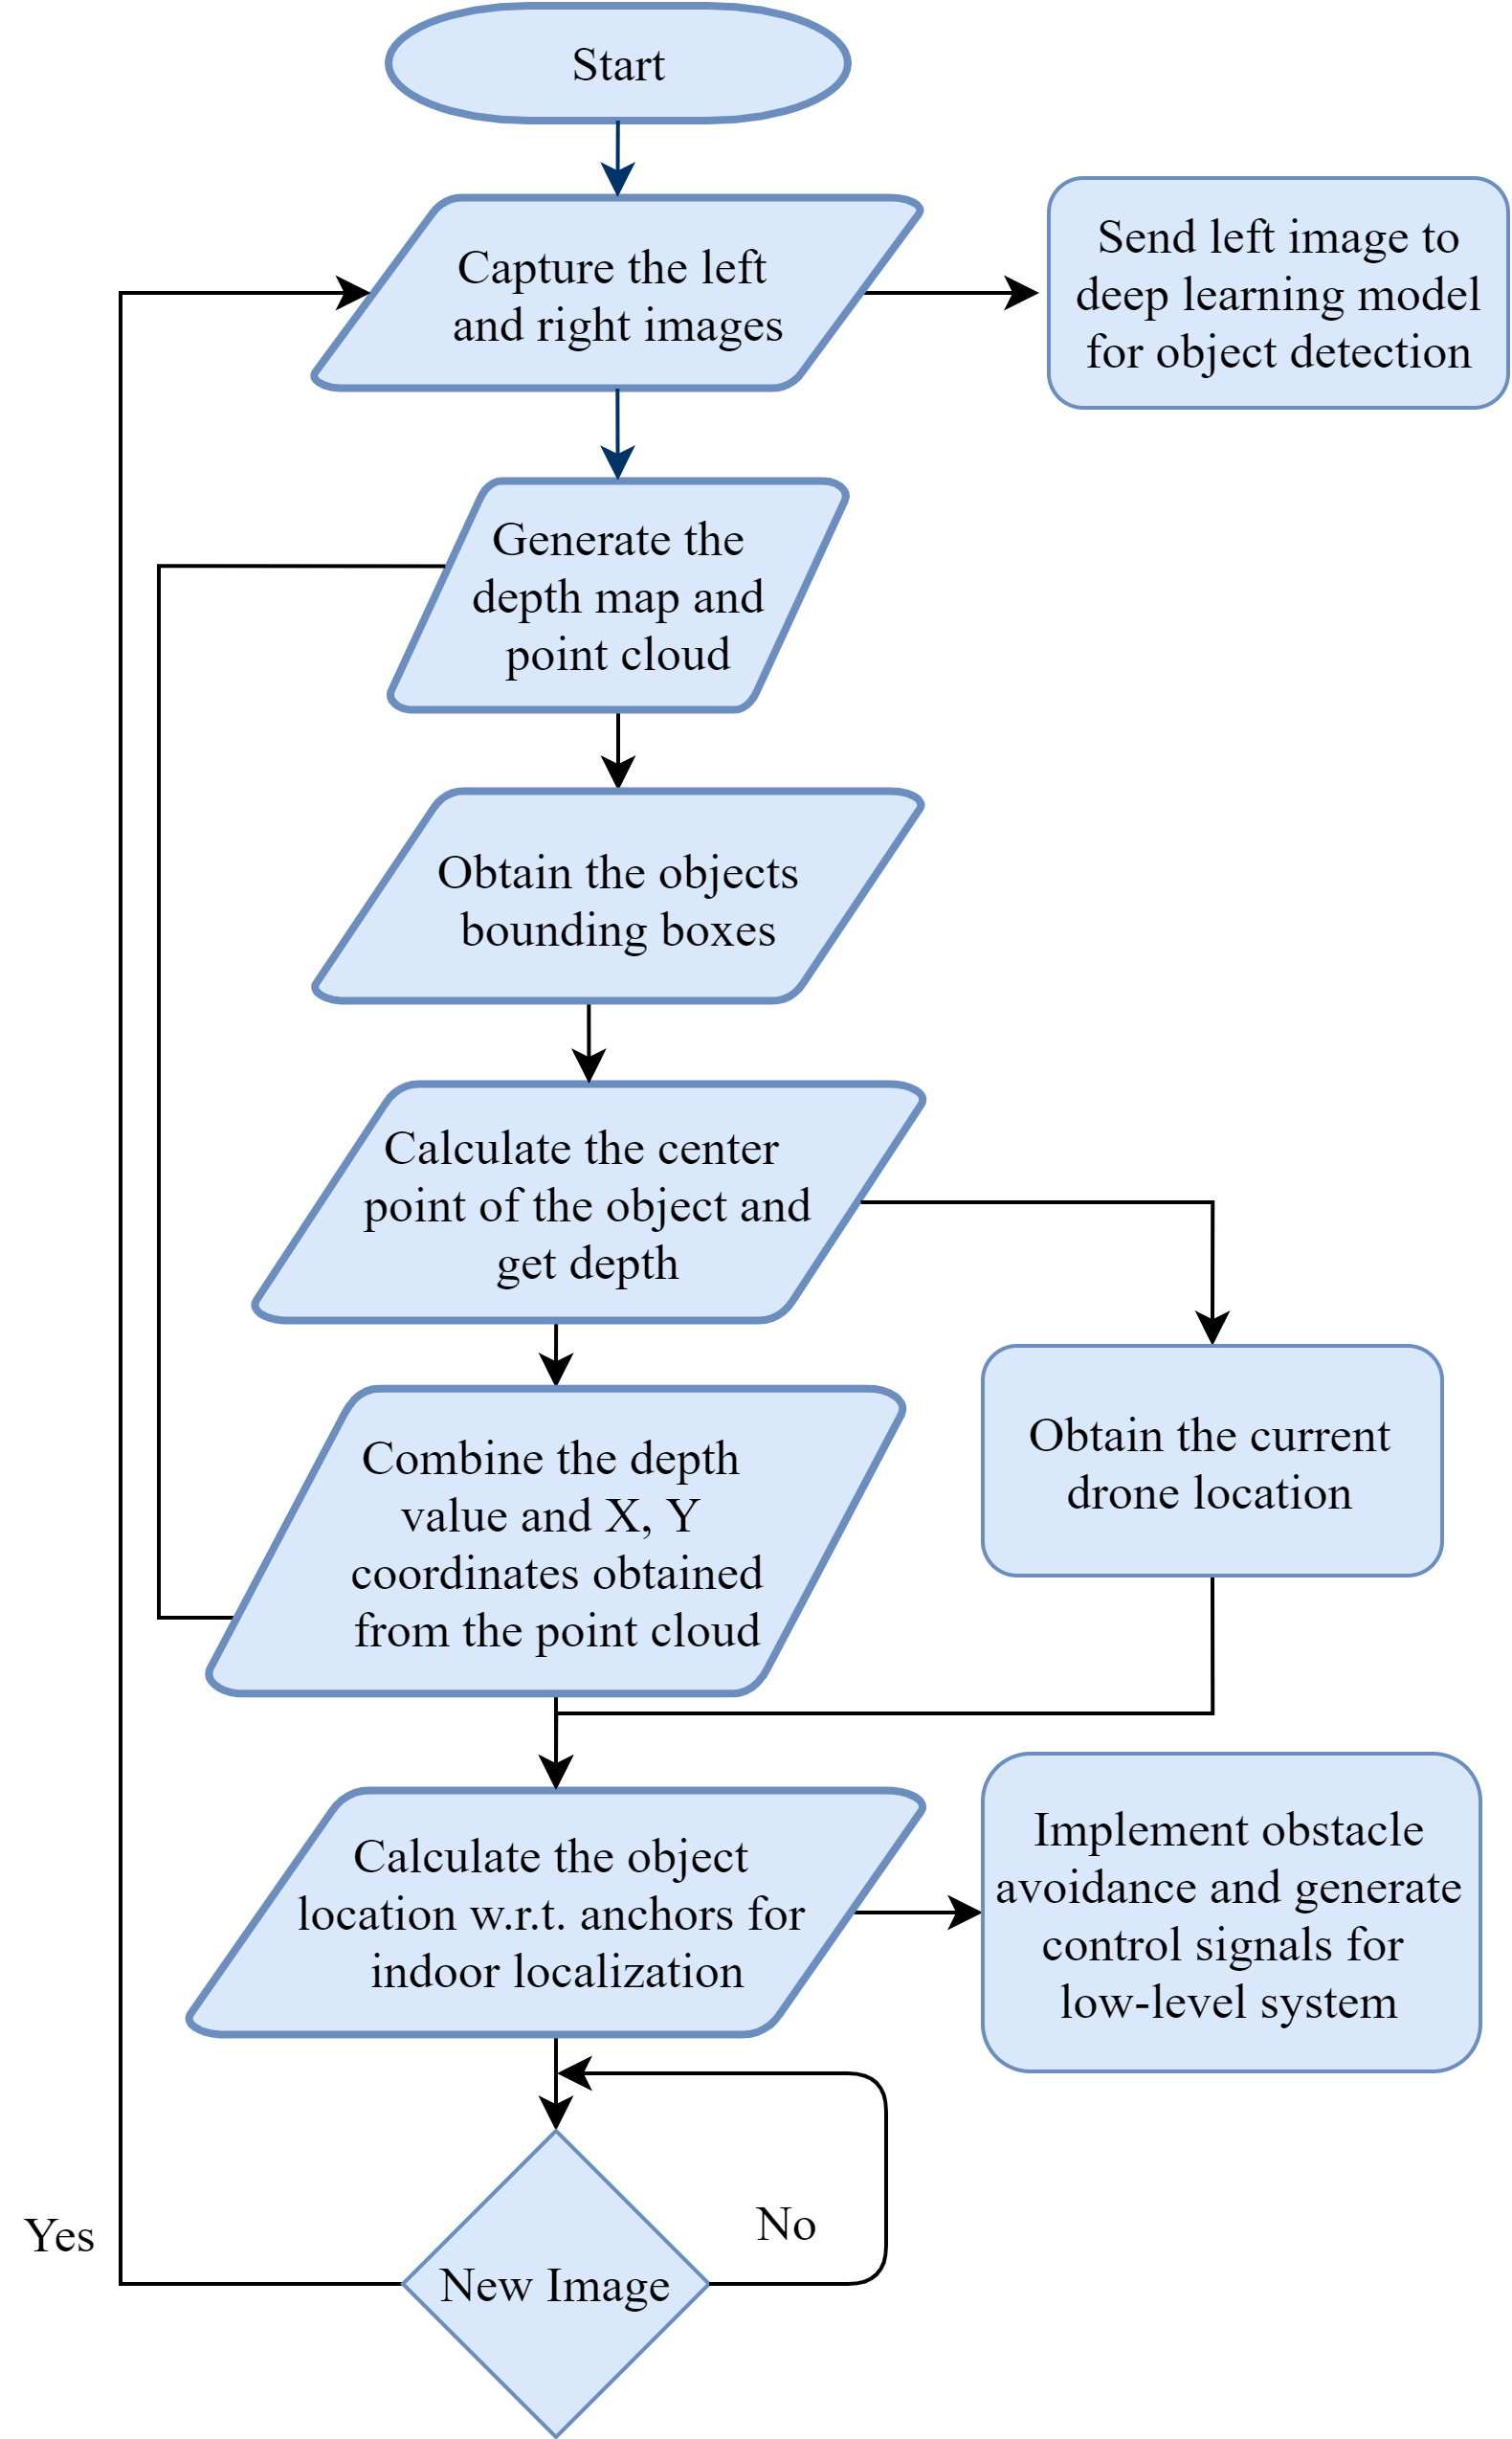 Start
Capture the left
and right images
Send left image to
deep learning model
for object detection
Generate the
depth map and
point cloud
Obtain the objects
bounding boxes
Calculate the center
point of the object and
get depth
Combine the depth
value and X, Y
coordinates obtained
from the point cloud
Obtain the current
drone location
Calculate the object
location w.r.t. anchors for
indoor localization
Implement obstacle
avoidance and generate
control signals for
low-level system
Yes
No
New Image